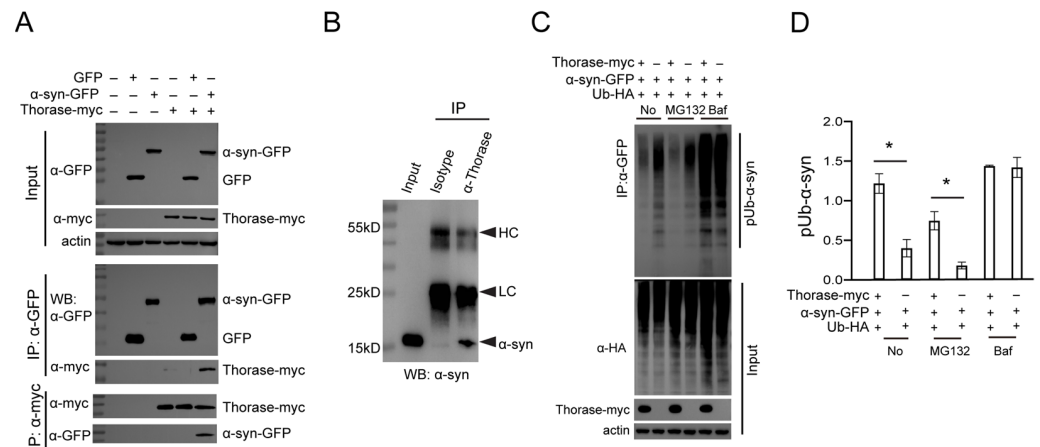 A
GFP – + – – + –
α-syn-GFP – – + – – +
Thorase-myc – – – + + +
Input
α-GFP
α-syn-GFP
GFP
α-myc
Thorase-myc
actin
IP: α-GFP
WB:
α-GFP
α-syn-GFP
GFP
α-myc
Thorase-myc
P: α-myc
α-myc
Thorase-myc
α-GFP
α-syn-GFP
B
IP
Input
Isotype
α-Thorase
55kD
HC
25kD
LC
15kD
α-syn
WB: α-syn
C
Thorase-myc + – + – + –
α-syn-GFP + + + + + +
Ub-HA + + + + + +
No MG132 Baf
IP:α-GFP
pUb-α-syn
α-HA
Input
Thorase-myc
actin
D
pUb-α-syn
2.0
1.5
1.0
0.5
0.0
*
*
Thorase-myc + – + – + –
α-syn-GFP + + + + + +
Ub-HA + + + + + +
No MG132 Baf